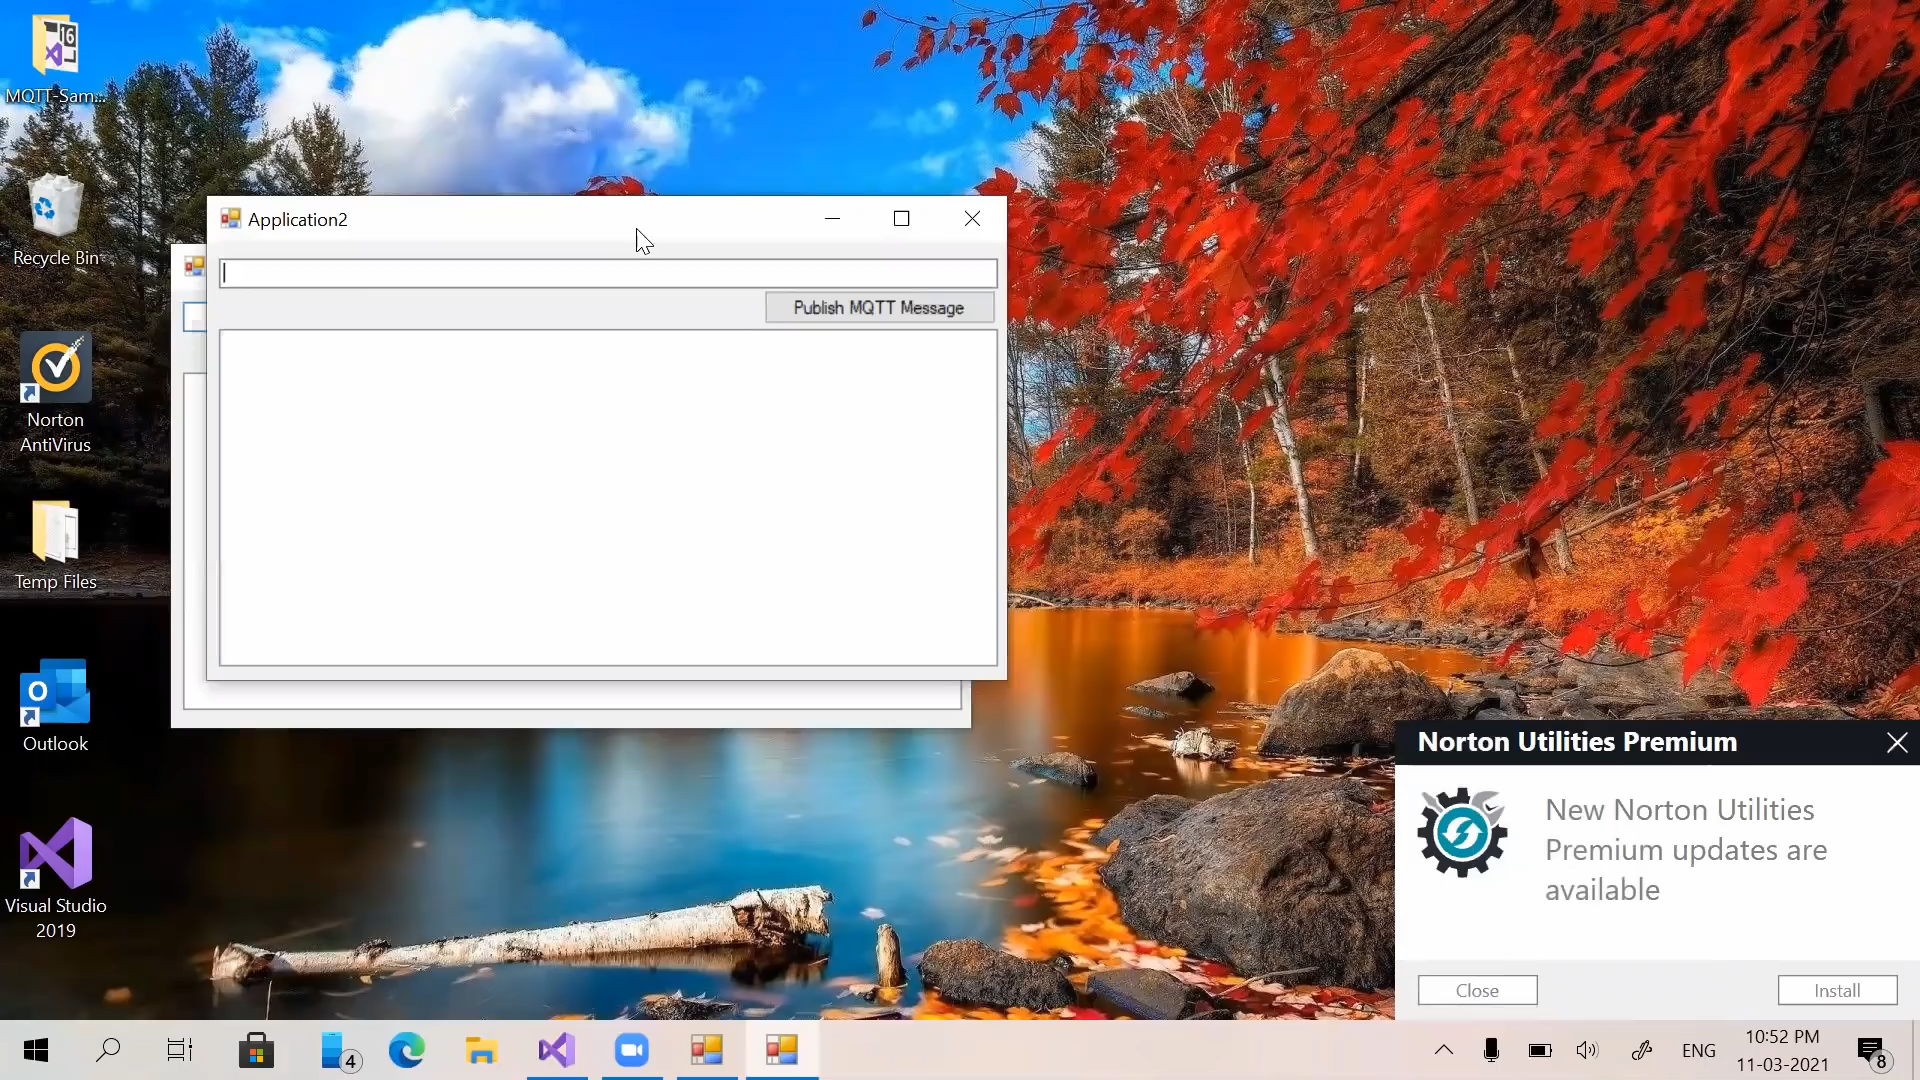 16
MQTT-Sam...
Recycle Bin
Norton
AntiVirus
Temp Files
O
Outlook
Visual Studio
2019
Application2
Publish MQTT Message
Norton Utilities Premium
New Norton Utilities
Premium updates are
available
Close
Install
4
ENG
10:52 PM
11-03-2021
8